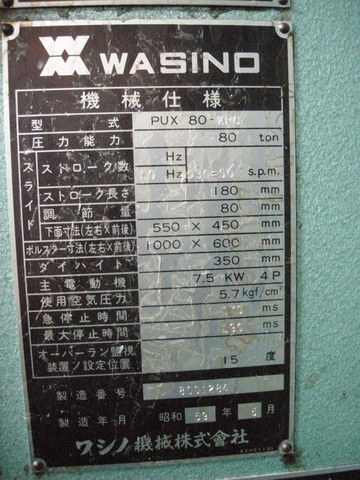 WASINO
機械仕様
型式 PUX 80-
圧力能力 80 ton
スライド
ストローク数 Hz
Hz s.p.m.
ストローク長さ 180 mm
調節量 80 mm
下面寸法(左右×前後) 550 × 450 mm
ボルスター寸法(左右×前後) 1000 × 600 mm
ダイハイト 350 mm
主電動機 7.5 KW 4P
使用空気圧力 5.7 kgf/cm²
急停止時間 ms
最大停止時間 ms
オーバーラン監視
装置ノ設定位置 15 度
製造番号
製造年月 昭和 59 年 月
ワシノ機械株式会社